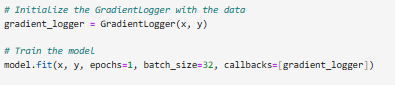 # Initialize the GradientLogger with the data
gradient_logger = GradientLogger(x, y)
# Train the model
model.fit(x, y, epochs=1, batch_size=32, callbacks=[gradient_logger])